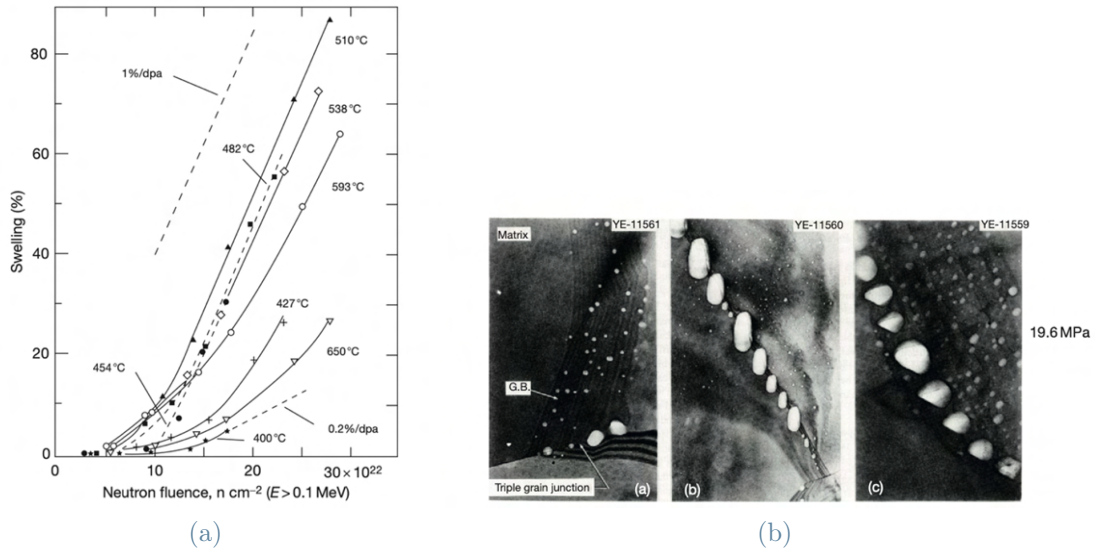 80
60
40
20
0
Swelling (%)
1%/dpa
510 °C
538 °C
482 °C
593 °C
427 °C
454 °C
650 °C
400 °C
0.2%/dpa
0
10
20
30 × 10²²
Neutron fluence, n cm⁻² (E > 0.1 MeV)
(a)
Matrix
YE-11561
G.B.
Triple grain junction
(a)
YE-11560
(b)
YE-11559
(c)
19.6 MPa
(b)